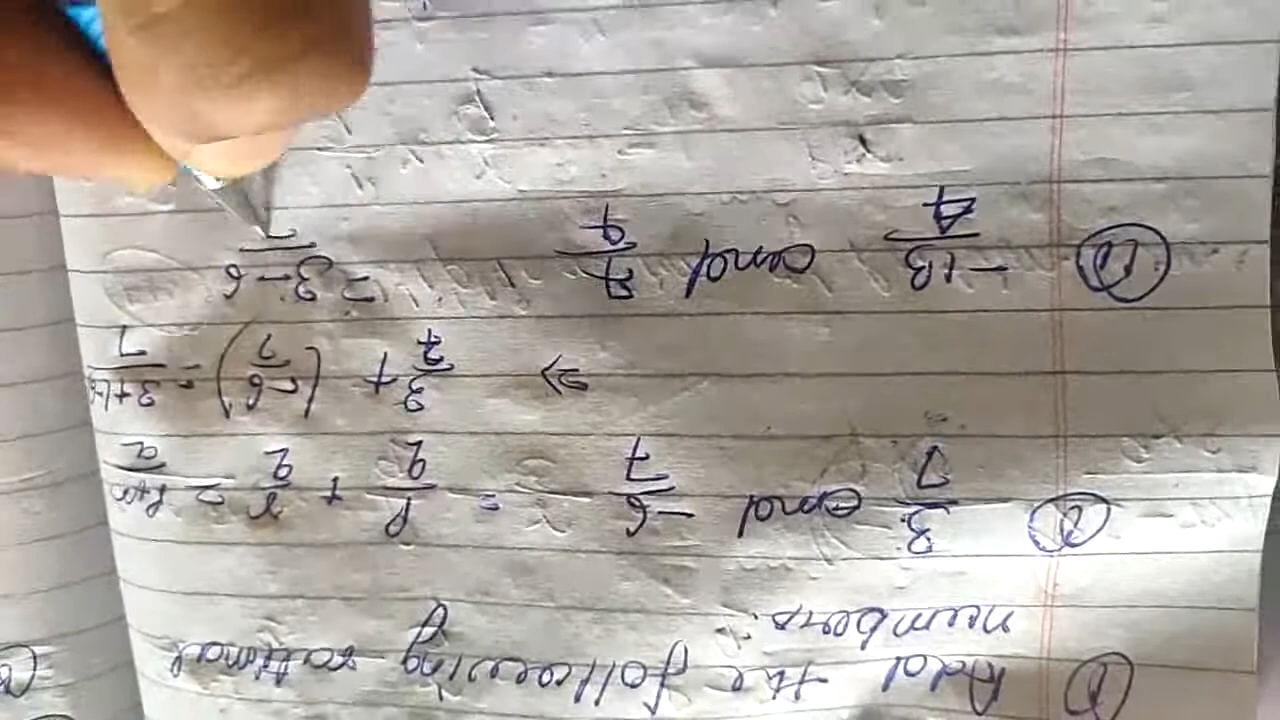 ① Add the following rational
numbers.
ⓐ 3/7 and -6/7 = p/q + r/q = p+r/q
⇒ 3/7 + (-6/7) = 3+(-6/7
= 3-6/7
-13/4 and 7/9